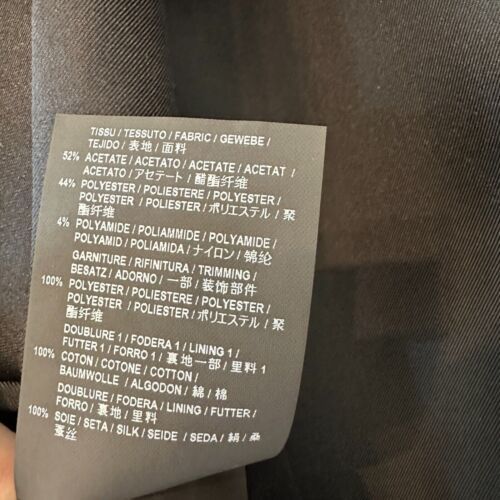 TISSU / TESSUTO / FABRIC / GEWEBE /
TEJIDO / 表地 / 面料
52% ACETATE / ACETATO / ACETATE / ACETAT /
ACETATO / アセテート / 醋酯纤维
44% POLYESTER / POLIESTERE / POLYESTER /
POLYESTER / POLIESTER / ポリエステル / 聚
酯纤维
4% POLYAMIDE / POLIAMMIDE / POLYAMIDE /
POLYAMID / POLIAMIDA / ナイロン / 锦纶
GARNITURE / RIFINITURA / TRIMMING /
BESATZ / ADORNO / 一部 / 装饰部件
100% POLYESTER / POLIESTERE / POLYESTER /
POLYESTER / POLIESTER / ポリエステル / 聚
酯纤维
DOUBLURE 1 / FODERA 1 / LINING 1 /
FUTTER 1 / FORRO 1 / 裏地一部 / 里料 1
100% COTON / COTONE / COTTON /
BAUMWOLLE / ALGODON / 綿 / 棉
DOUBLURE / FODERA / LINING / FUTTER /
FORRO / 裏地 / 里料
100% SOIE / SETA / SILK / SEIDE / SEDA / 絹 / 桑
蚕丝